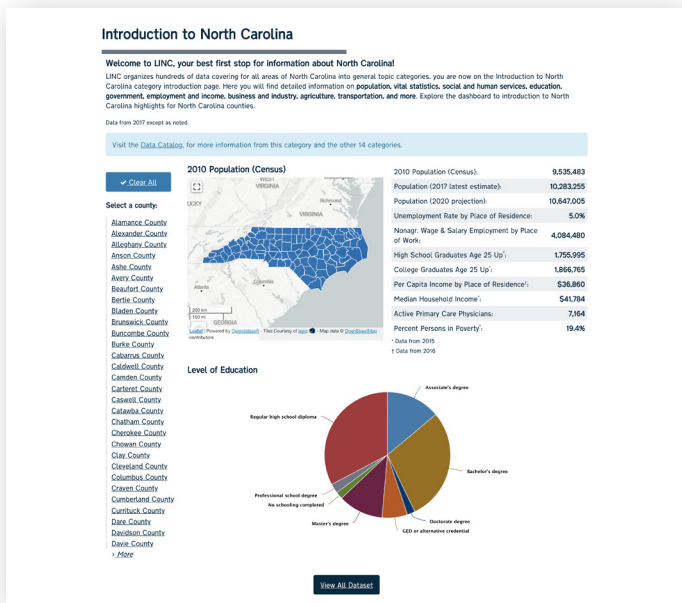 Introduction to North Carolina
Welcome to LINC, your best first stop for information about North Carolina!
LINC organizes hundreds of data covering for all areas of North Carolina into general topic categories, you are now on the Introduction to North
Carolina category introduction page. Here you will find detailed information on population, vital statistics, social and human services, education,
government, employment and income, business and industry, agriculture, transportation, and more. Explore the dashboard to introduction to North
Carolina highlights for North Carolina counties.
Data from 2017 except as noted.
Visit the Data Catalog, for more information from this category and the other 14 categories.
✔ Clear All
Select a county:
Alamance County
Alexander County
Alleghany County
Anson County
Ashe County
Avery County
Beaufort County
Bertie County
Bladen County
Brunswick County
Buncombe County
Burke County
Cabarrus County
Caldwell County
Camden County
Carteret County
Caswell County
Catawba County
Chatham County
Cherokee County
Chowan County
Clay County
Cleveland County
Columbus County
Craven County
Cumberland County
Currituck County
Dare County
Davidson County
Davie County
› More
2010 Population (Census)
WEST
VIRGINIA
UCKY
Richmond
VIRGINIA
Atlanta
Columbia
200 km
100 mi
GEORGIA
Leaflet | Powered by Opendatasoft - Tiles Courtesy of jawg - Map data © OpenStreetMap
contributors
2010 Population (Census): 9,535,483
Population (2017 latest estimate): 10,283,255
Population (2020 projection): 10,647,005
Unemployment Rate by Place of Residence: 5.0%
Nonagr. Wage & Salary Employment by Place
of Work: 4,084,480
High School Graduates Age 25 Up*: 1,755,995
College Graduates Age 25 Up*: 1,866,765
Per Capita Income by Place of Residence†: $36,860
Median Household Income*: $41,784
Active Primary Care Physicians: 7,164
Percent Persons in Poverty*: 19.4%
* Data from 2015
† Data from 2016
Level of Education
Associate's degree
Regular high school diploma
Bachelor's degree
Professional school degree
No schooling completed
Master's degree
Doctorate degree
GED or alternative credential
View All Dataset